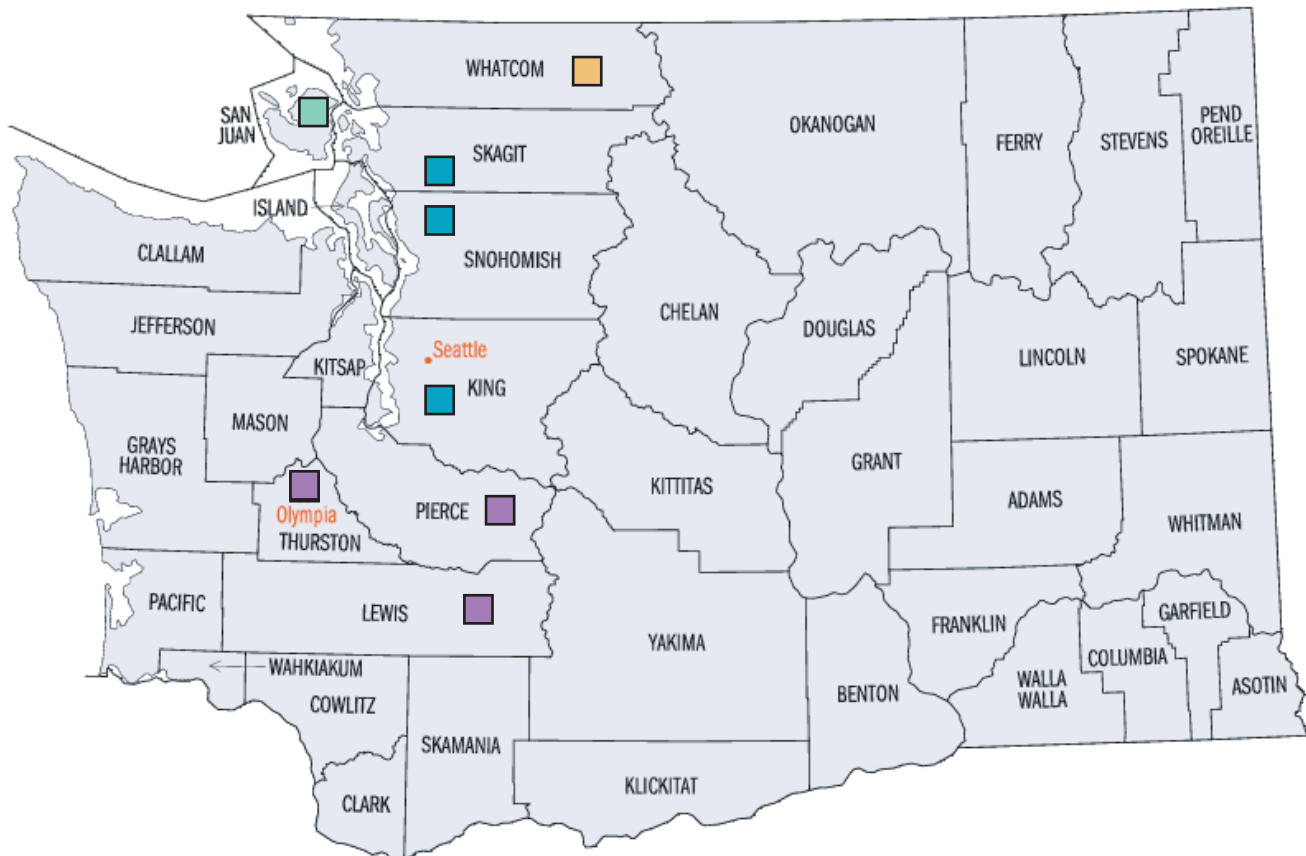 WHATCOM
SAN
JUAN
SKAGIT
OKANOGAN
FERRY
STEVENS
PEND
OREILLE
ISLAND
CLALLAM
SNOHOMISH
JEFFERSON
CHELAN
DOUGLAS
Seattle
KITSAP
KING
LINCOLN
SPOKANE
MASON
GRAYS
HARBOR
GRANT
KITTITAS
ADAMS
Olympia
THURSTON
PIERCE
WHITMAN
PACIFIC
LEWIS
YAKIMA
FRANKLIN
GARFIELD
WAHKIAKUM
COLUMBIA
WALLA
WALLA
ASOTIN
COWLITZ
BENTON
SKAMANIA
KLICKITAT
CLARK